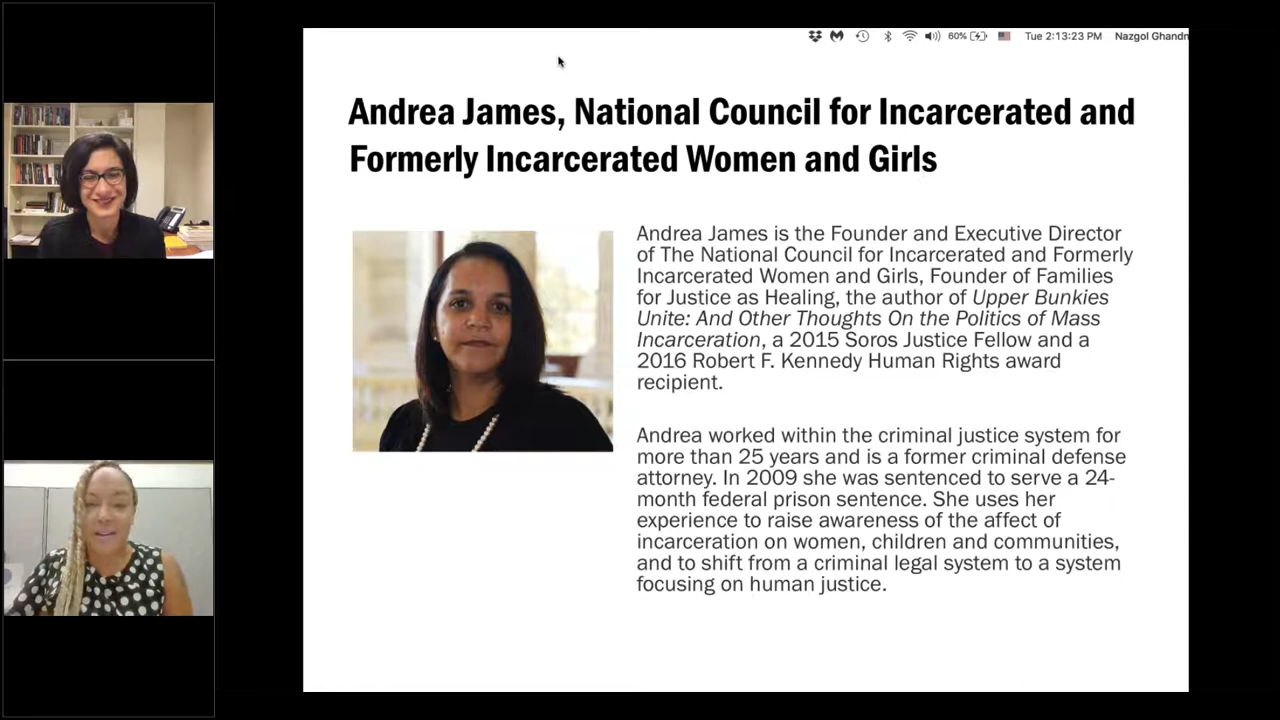 60% Tue 2:13:23 PM Nazgol Ghandn
Andrea James, National Council for Incarcerated and
Formerly Incarcerated Women and Girls
Andrea James is the Founder and Executive Director
of The National Council for Incarcerated and Formerly
Incarcerated Women and Girls, Founder of Families
for Justice as Healing, the author of Upper Bunkies
Unite: And Other Thoughts On the Politics of Mass
Incarceration, a 2015 Soros Justice Fellow and a
2016 Robert F. Kennedy Human Rights award
recipient.
Andrea worked within the criminal justice system for
more than 25 years and is a former criminal defense
attorney. In 2009 she was sentenced to serve a 24-
month federal prison sentence. She uses her
experience to raise awareness of the affect of
incarceration on women, children and communities,
and to shift from a criminal legal system to a system
focusing on human justice.